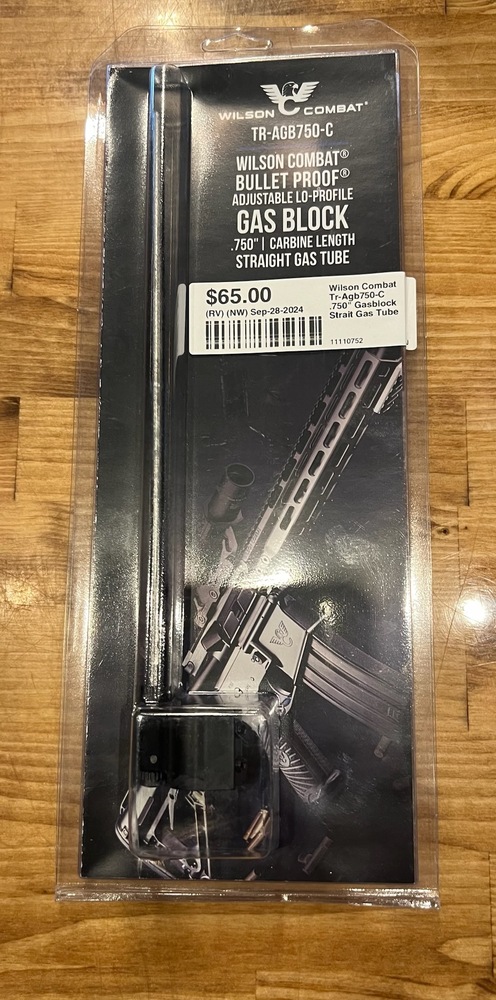 WILSON COMBAT®
TR-AGB750-C
WILSON COMBAT®
BULLET PROOF®
ADJUSTABLE LO-PROFILE
GAS BLOCK
.750" | CARBINE LENGTH
STRAIGHT GAS TUBE
$65.00
(RV) (NW) Sep-28-2024
Wilson Combat
Tr-Agb750-C
.750" Gasblock
Strait Gas Tube
11110752